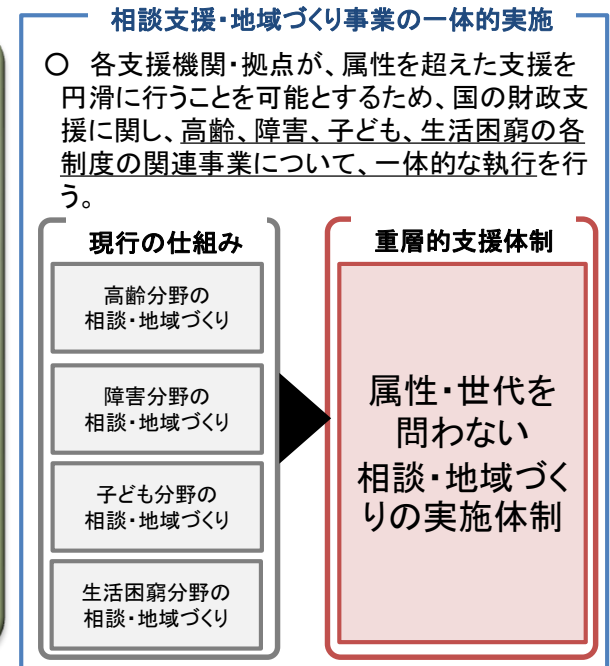 相談支援・地域づくり事業の一体的実施
○ 各支援機関・拠点が、属性を超えた支援を
円滑に行うことを可能とするため、国の財政支
援に関し、高齢、障害、子ども、生活困窮の各
制度の関連事業について、一体的な執行を行
う。
現行の仕組み
高齢分野の
相談・地域づくり
障害分野の
相談・地域づくり
子ども分野の
相談・地域づくり
生活困窮分野の
相談・地域づくり
重層的支援体制
属性・世代を
問わない
相談・地域づく
りの実施体制